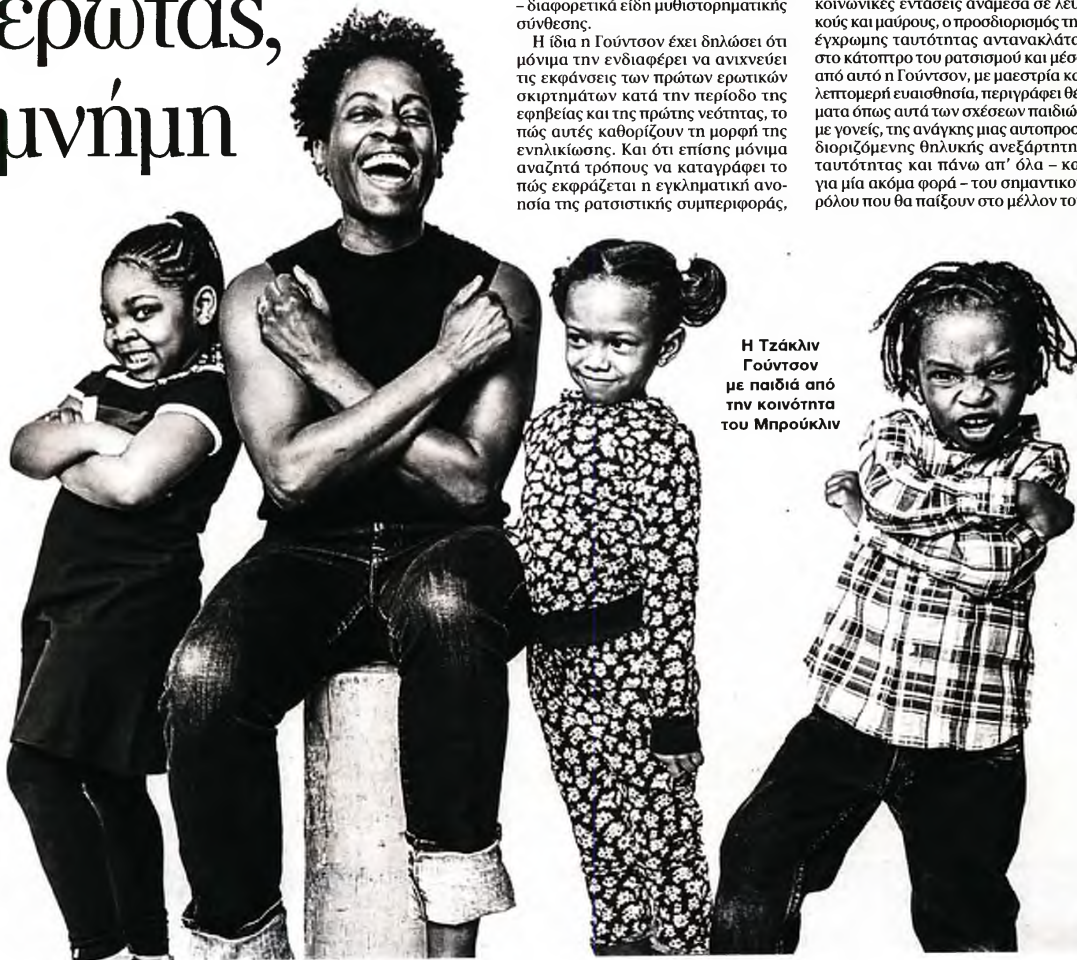 έρωτας,
μνήμη
– διαφορετικά είδη μυθιστορηματικής
σύνθεσης.
Η ίδια η Γούντσον έχει δηλώσει ότι
μόνιμα την ενδιαφέρει να ανιχνεύει
τις εκφάνσεις των πρώτων ερωτικών
σκιρτημάτων κατά την περίοδο της
εφηβείας και της πρώτης νεότητας, το
πώς αυτές καθορίζουν τη μορφή της
ενηλικίωσης. Και ότι επίσης μόνιμα
αναζητά τρόπους να καταγράφει το
πώς εκφράζεται η εγκληματική ανο-
ησία της ρατσιστικής συμπεριφοράς,
κοινωνικές εντάσεις ανάμεσα σε λευ
κούς και μαύρους, ο προσδιορισμός τη
έγχρωμης ταυτότητας αντανακλάτα
στο κάτοπτρο του ρατσισμού και μέσ
από αυτό η Γούντσον, με μαεστρία κα
λεπτομερή ευαισθησία, περιγράφει θέ
ματα όπως αυτά των σχέσεων παιδιώ
με γονείς, της ανάγκης μιας αυτοπροσ
διοριζόμενης θηλυκής ανεξάρτητη
ταυτότητας και πάνω απ' όλα – κα
για μία ακόμα φορά – του σημαντικο
ρόλου που θα παίξουν στο μέλλον το
Η Τζάκλιν
Γούντσον
με παιδιά από
την κοινότητα
του Μπρούκλιν